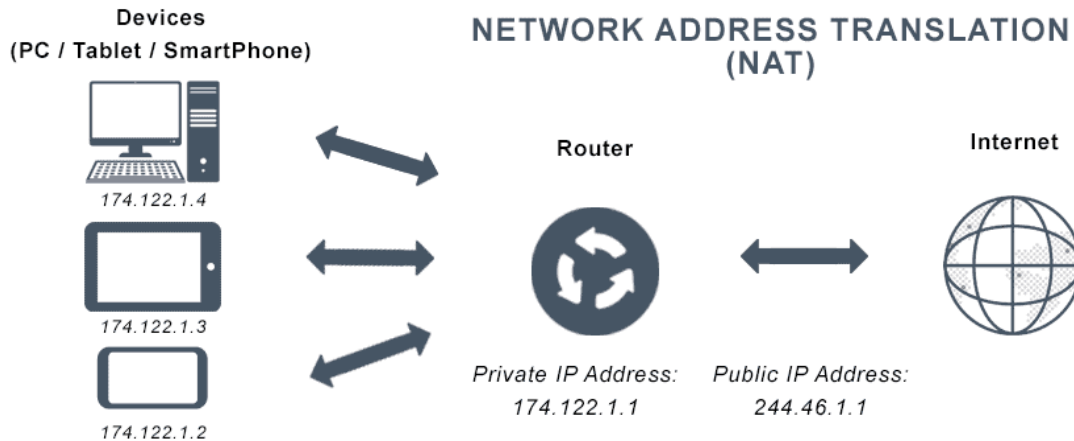 Devices
(PC / Tablet / SmartPhone)
174.122.1.4
174.122.1.3
174.122.1.2
NETWORK ADDRESS TRANSLATION
(NAT)
Router
Private IP Address:
174.122.1.1
Public IP Address:
244.46.1.1
Internet